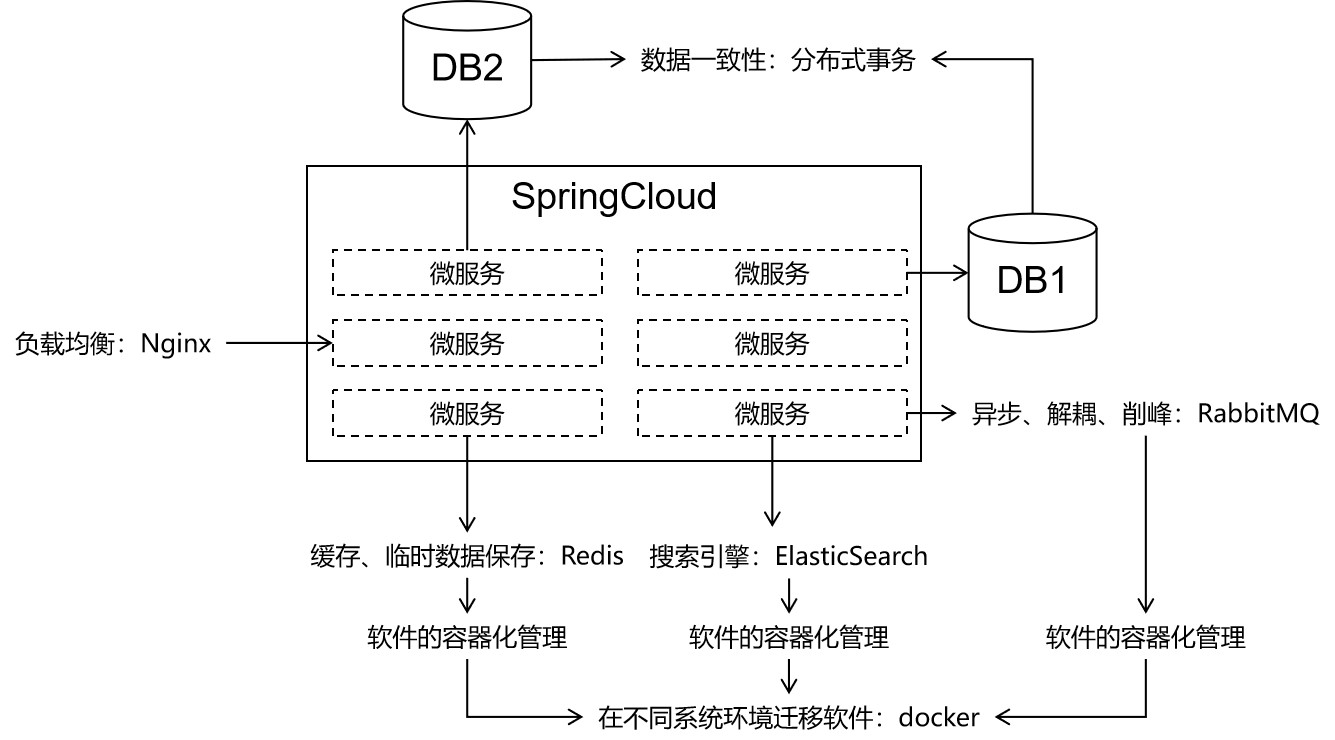 DB2
数据一致性：分布式事务
SpringCloud
微服务
微服务
DB1
负载均衡：Nginx
微服务
微服务
微服务
微服务
异步、解耦、削峰：RabbitMQ
缓存、临时数据保存：Redis
搜索引擎：ElasticSearch
软件的容器化管理
软件的容器化管理
软件的容器化管理
在不同系统环境迁移软件：docker